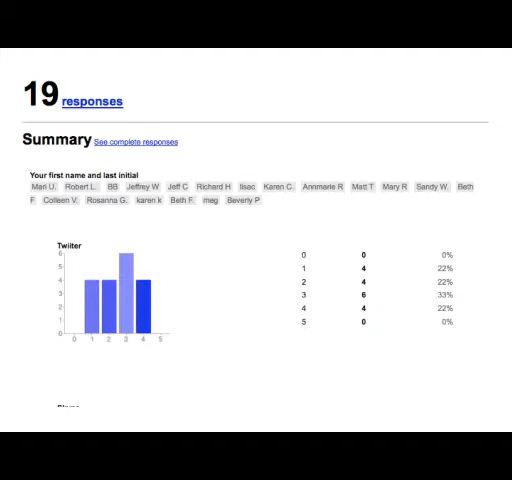 19 responses
Summary See complete responses
Your first name and last initial
Mari U. Robert L. BB Jeffrey W Jeff C Richard H lisac Karen C. Annmarie R Matt T Mary R Sandy W. Beth
F Colleen V. Rosanna G. karen k Beth F. meg Beverly P
Twiiter
6
5
4
3
2
1
0
0 1 2 3 4 5
0 0 0%
1 4 22%
2 4 22%
3 6 33%
4 4 22%
5 0 0%